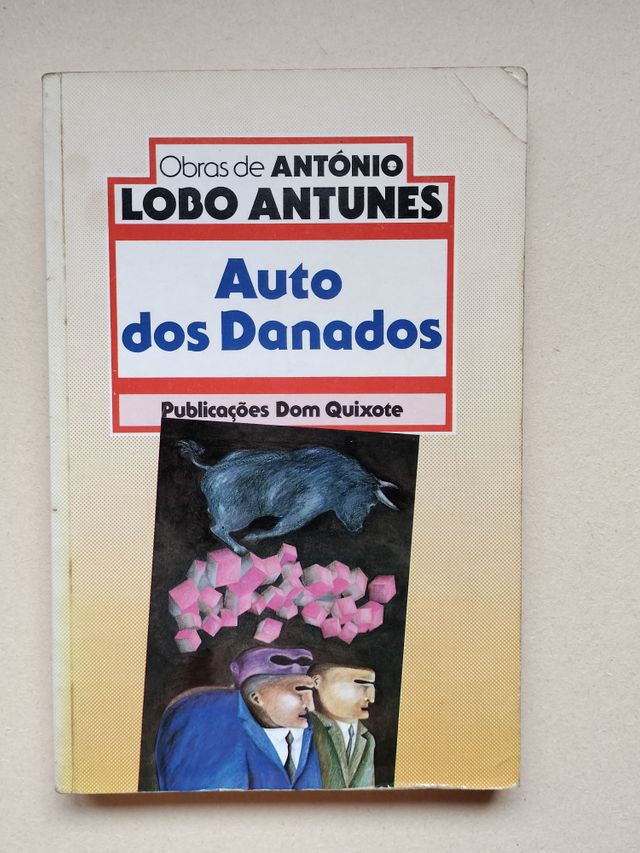 Obras de ANTÓNIO
LOBO ANTUNES
Auto
dos Danados
Publicações Dom Quixote